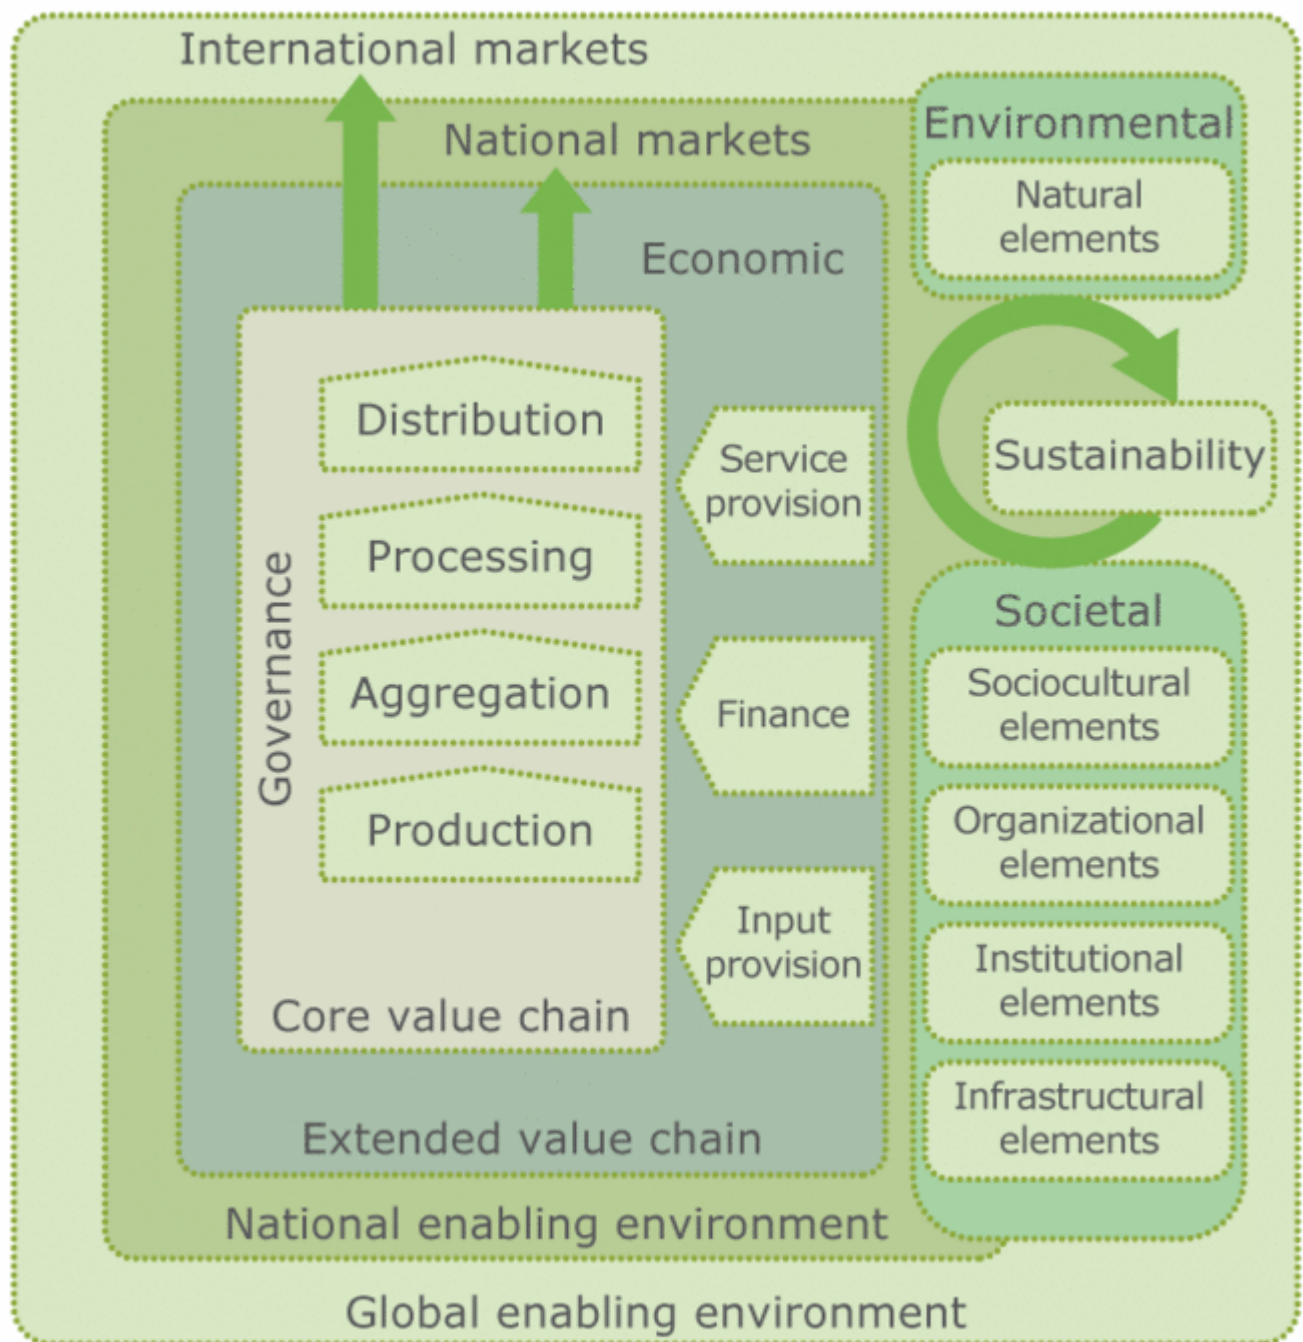 International markets
National markets
Environmental
Natural
elements
Economic
Distribution
Service
provision
Sustainability
Processing
Governance
Societal
Sociocultural
elements
Aggregation
Finance
Organizational
elements
Production
Input
provision
Institutional
elements
Core value chain
Infrastructural
elements
Extended value chain
National enabling environment
Global enabling environment